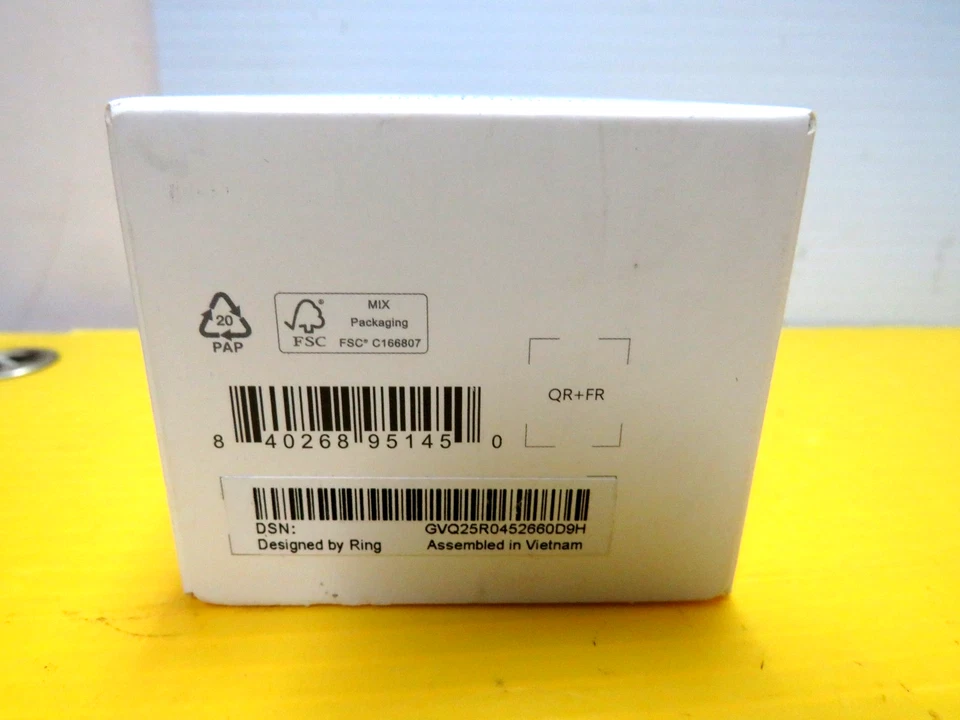 20
PAP
FSC®
MIX
Packaging
FSC® C166807
QR+FR
8 40268 95145 0
DSN: GVQ25R0452660D9H
Designed by Ring Assembled in Vietnam